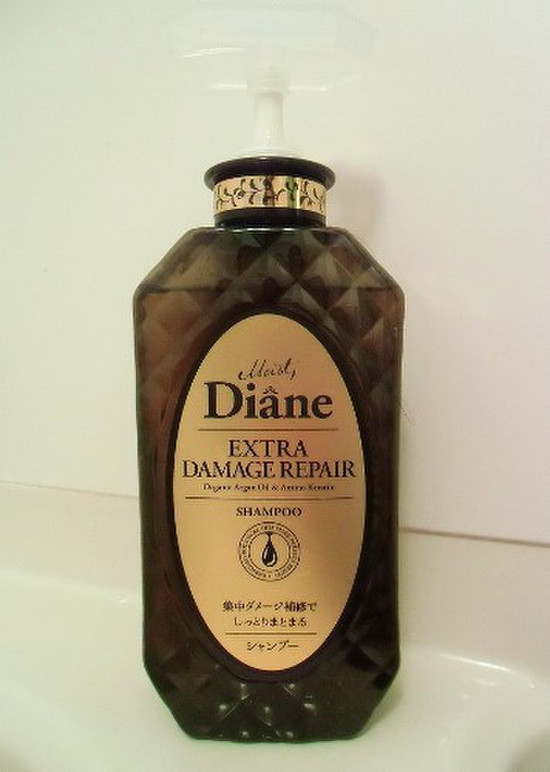 Moist,
Diane
EXTRA
DAMAGE REPAIR
Organic Argan Oil & Amino Keratin
SHAMPOO
集中ダメージ補修で
しっとりまとまる
シャンプー